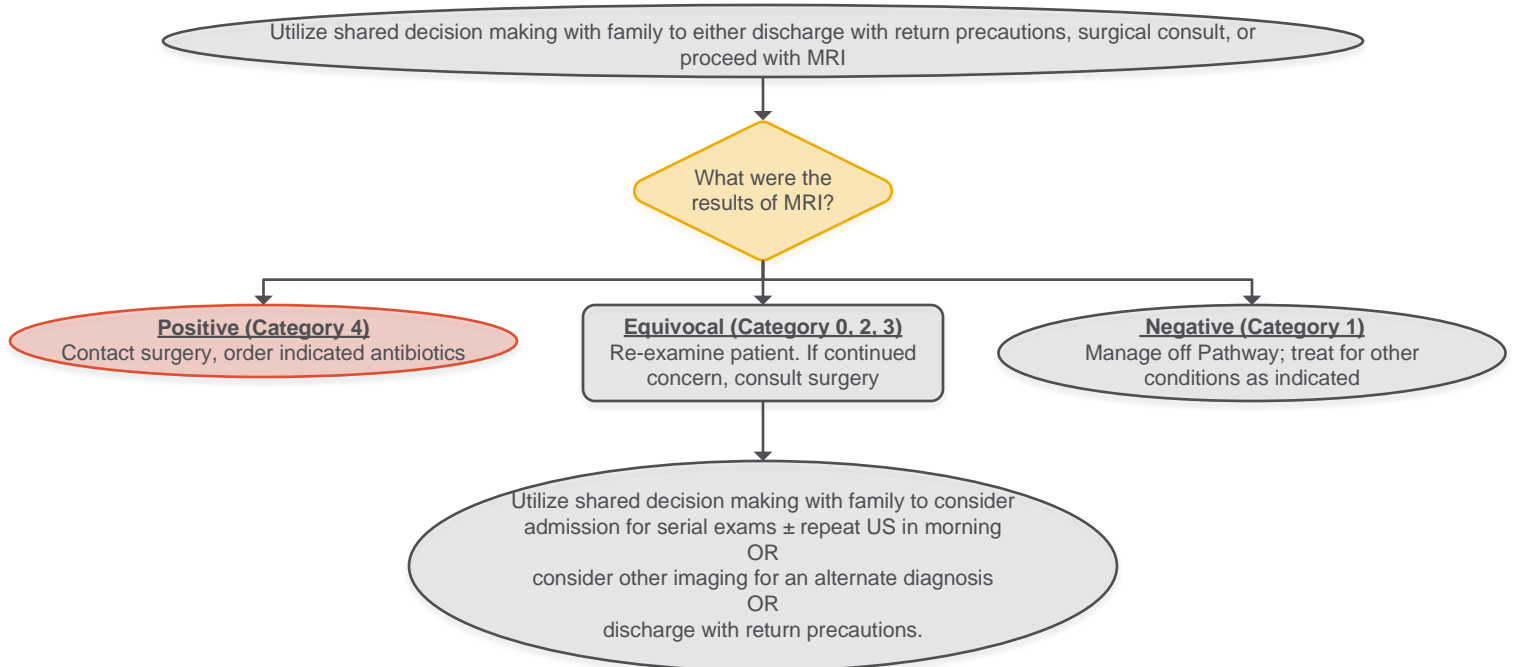 Utilize shared decision making with family to either discharge with return precautions, surgical consult, or
proceed with MRI
What were the
results of MRI?
Positive (Category 4)
Contact surgery, order indicated antibiotics
Equivocal (Category 0, 2, 3)
Re-examine patient. If continued
concern, consult surgery
Negative (Category 1)
Manage off Pathway; treat for other
conditions as indicated
Utilize shared decision making with family to consider
admission for serial exams ± repeat US in morning
OR
consider other imaging for an alternate diagnosis
OR
discharge with return precautions.